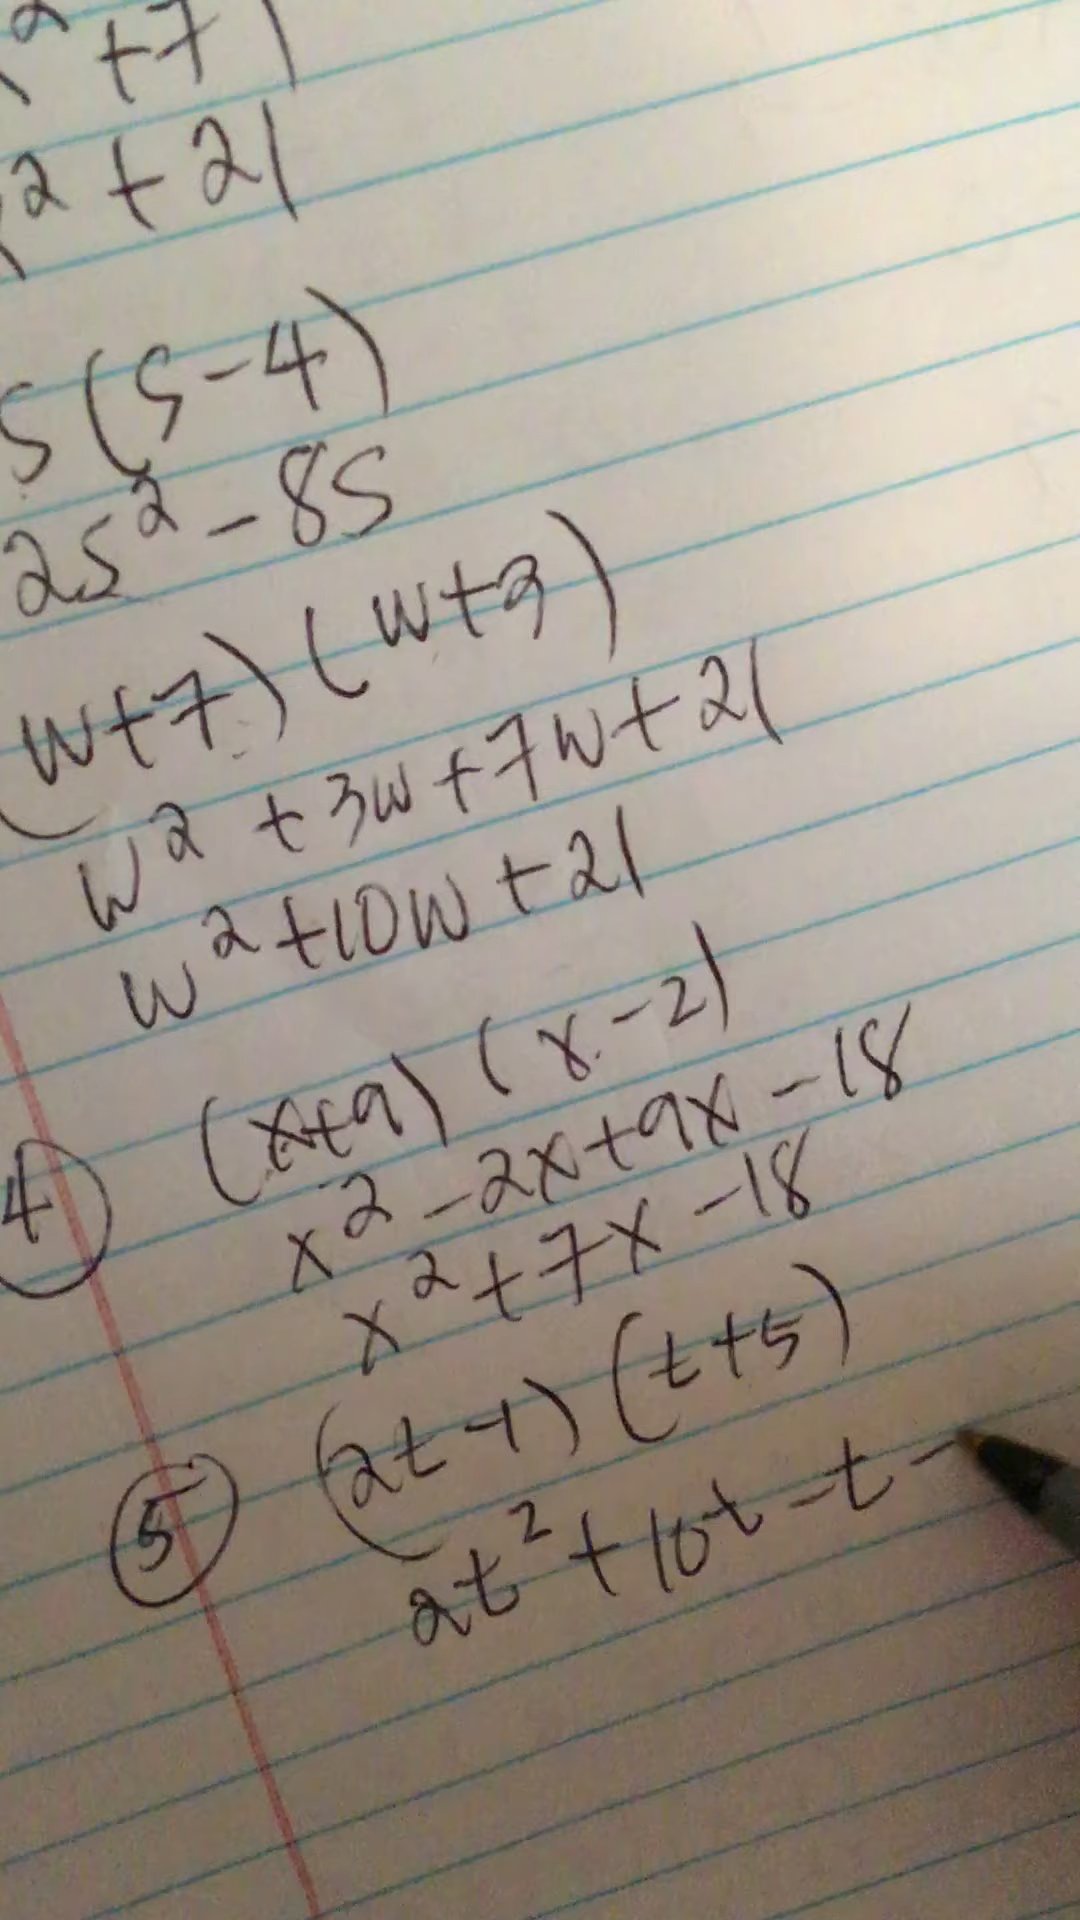 2 +7)
2 + 21
s(s-4)
2s² - 8s
(w+7)(w+3)
w² + 3w + 7w + 21
w² + 10w + 21
④ (x+9)(x-2)
x² - 2x + 9x - 18
x² + 7x - 18
⑤ (2t-1)(t+5)
2t² + 10t - t -